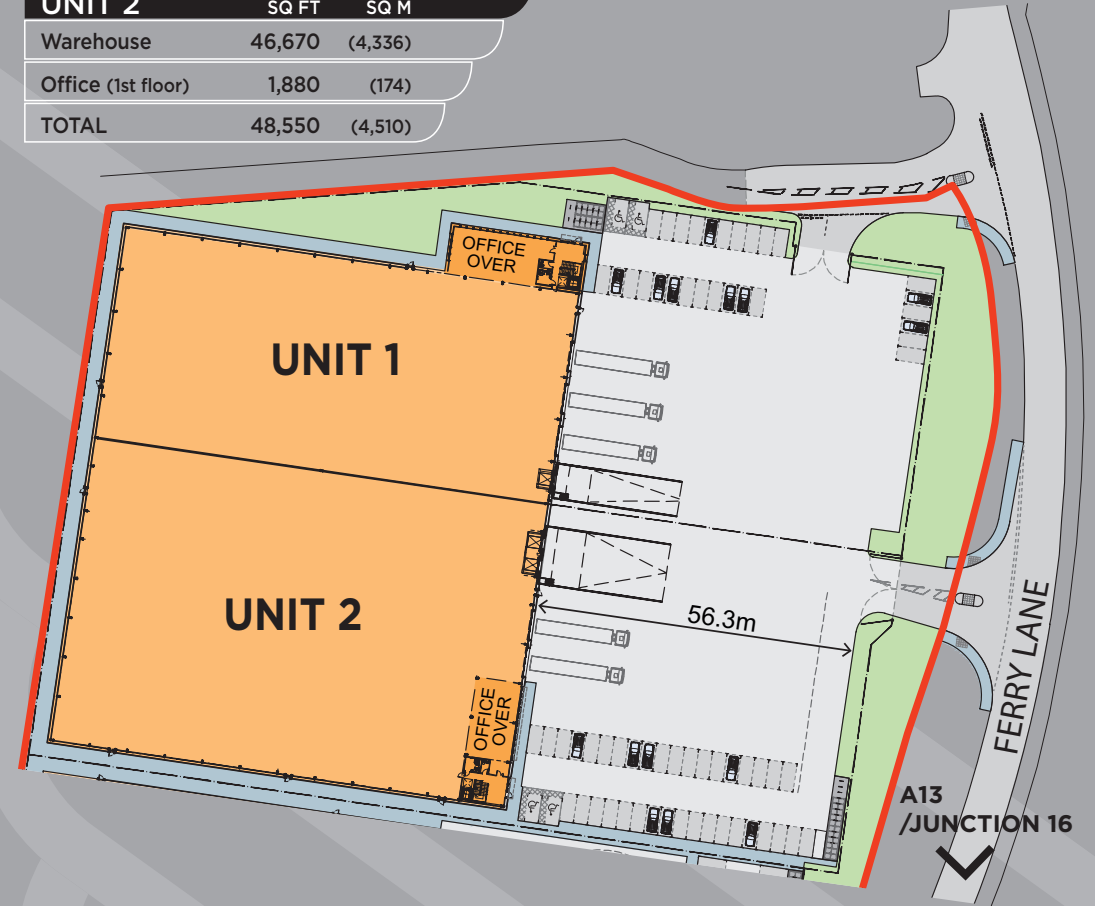 UNIT 2 SQ FT SQ M
Warehouse 46,670 (4,336)
Office (1st floor) 1,880 (174)
TOTAL 48,550 (4,510)
OFFICE
OVER
UNIT 1
UNIT 2
56.3m
OFFICE
OVER
FERRY LANE
A13
/JUNCTION 16